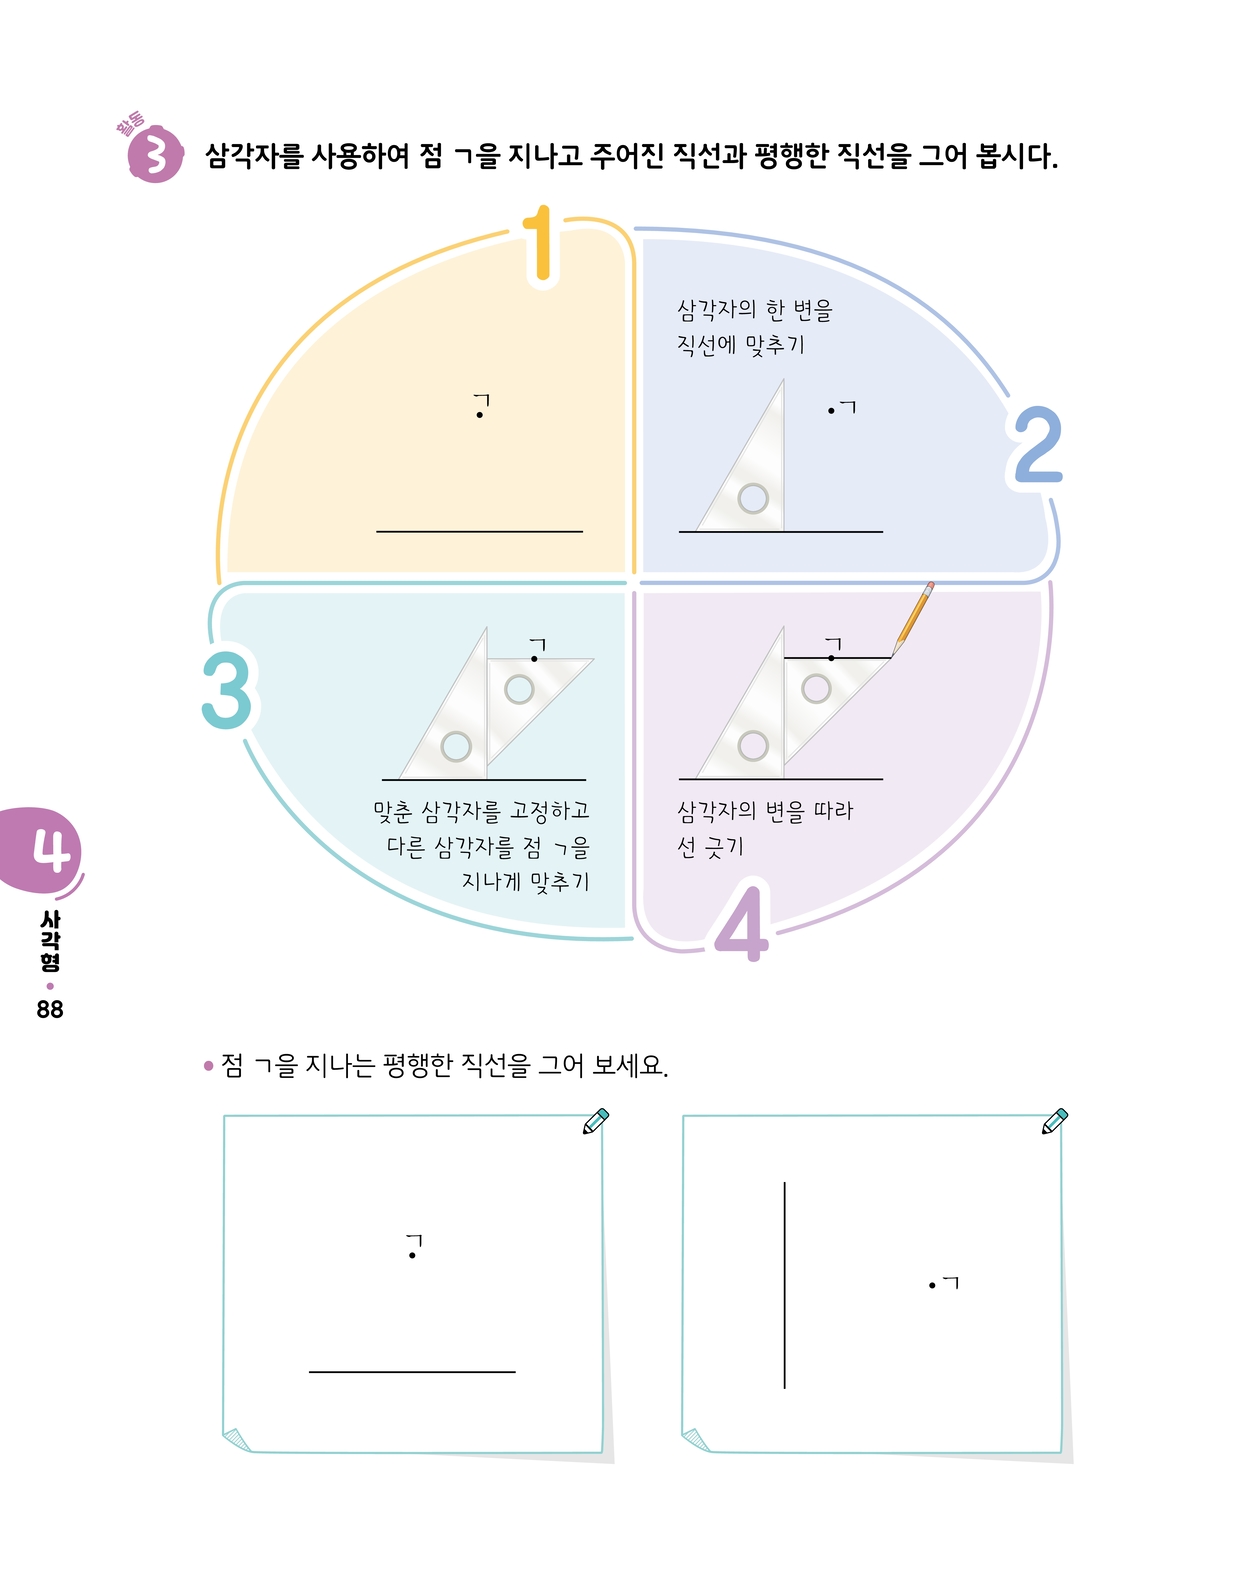 활동
3 삼각자를 사용하여 점 ㄱ을 지나고 주어진 직선과 평행한 직선을 그어 봅시다.
1
ㄱ
삼각자의 한 변을
직선에 맞추기
ㄱ
2
3
ㄱ
맞춘 삼각자를 고정하고
다른 삼각자를 점 ㄱ을
지나게 맞추기
ㄱ
삼각자의 변을 따라
선 긋기
4
4
사각형
88
점 ㄱ을 지나는 평행한 직선을 그어 보세요.
ㄱ
ㄱ